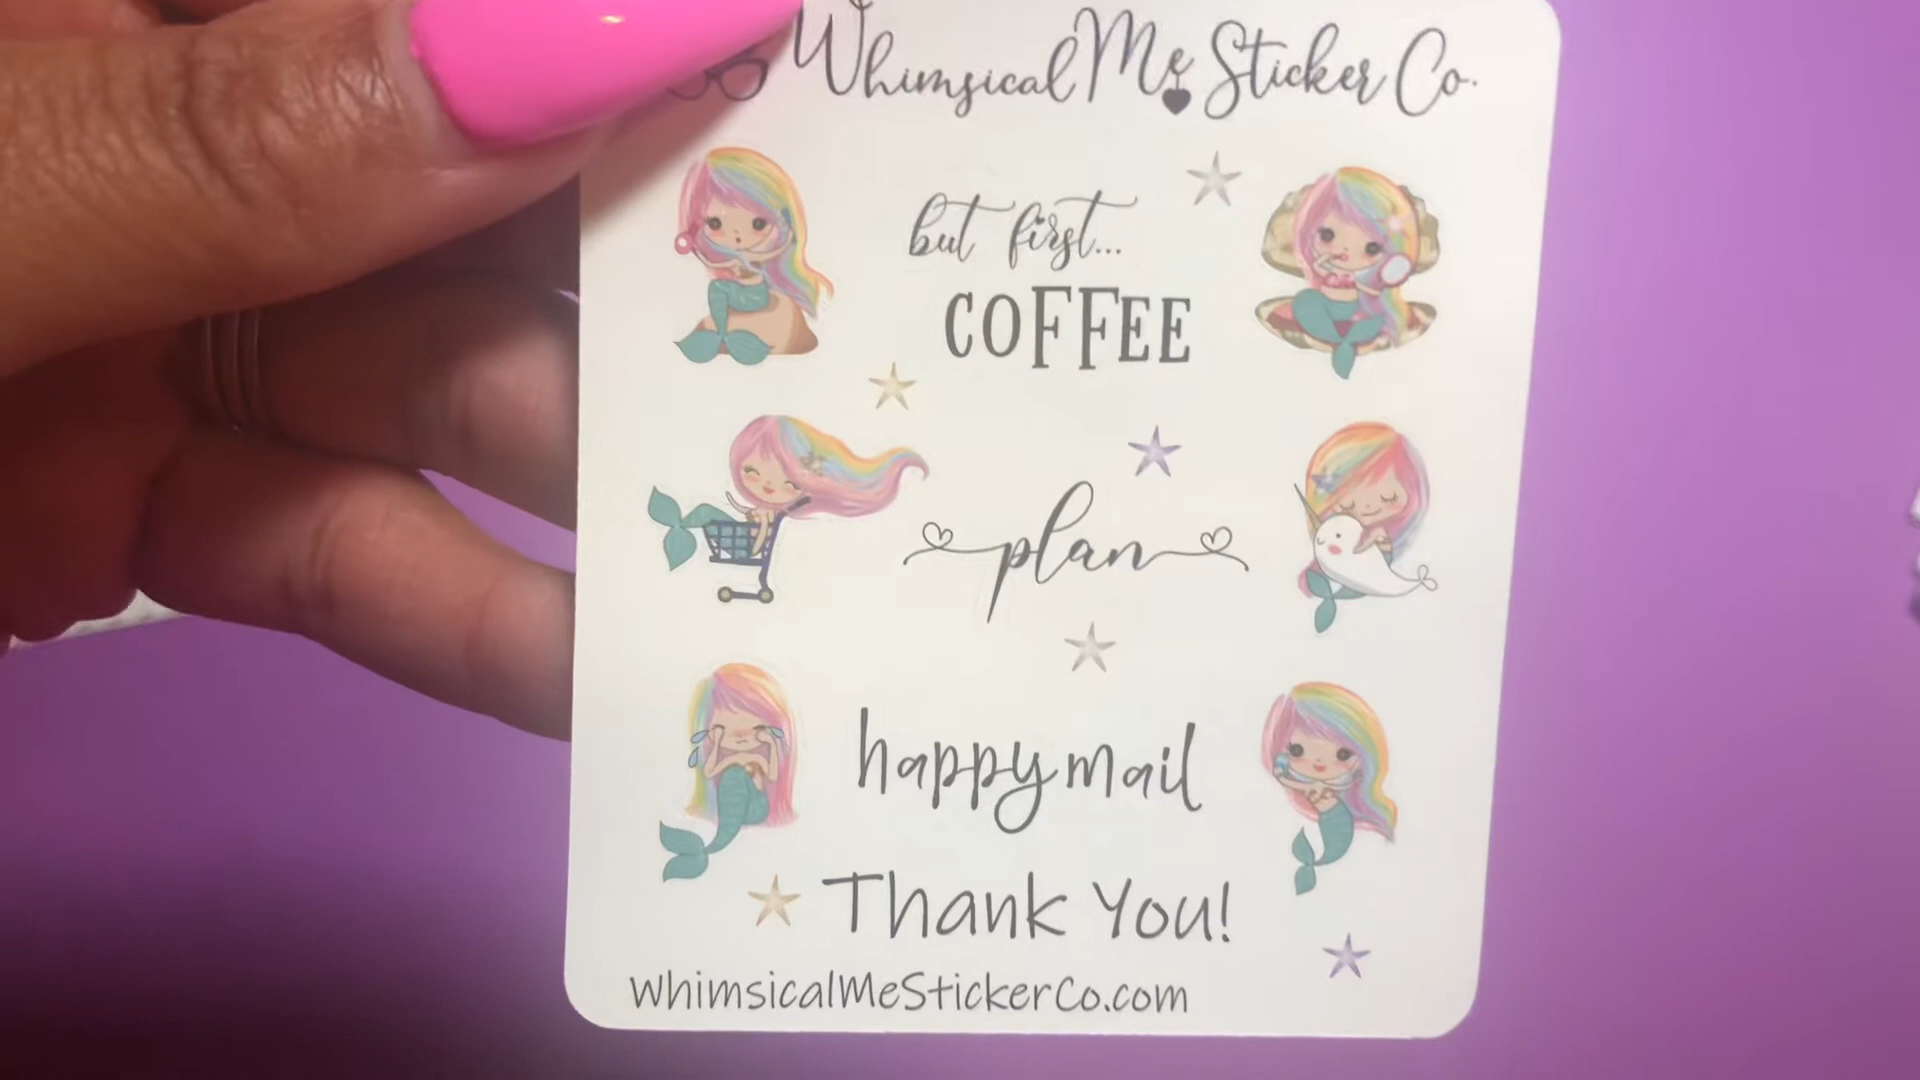 Whimsical Me Sticker Co.
but first...
COFFEE
plan
happy mail
Thank You!
WhimsicalMeStickerCo.com